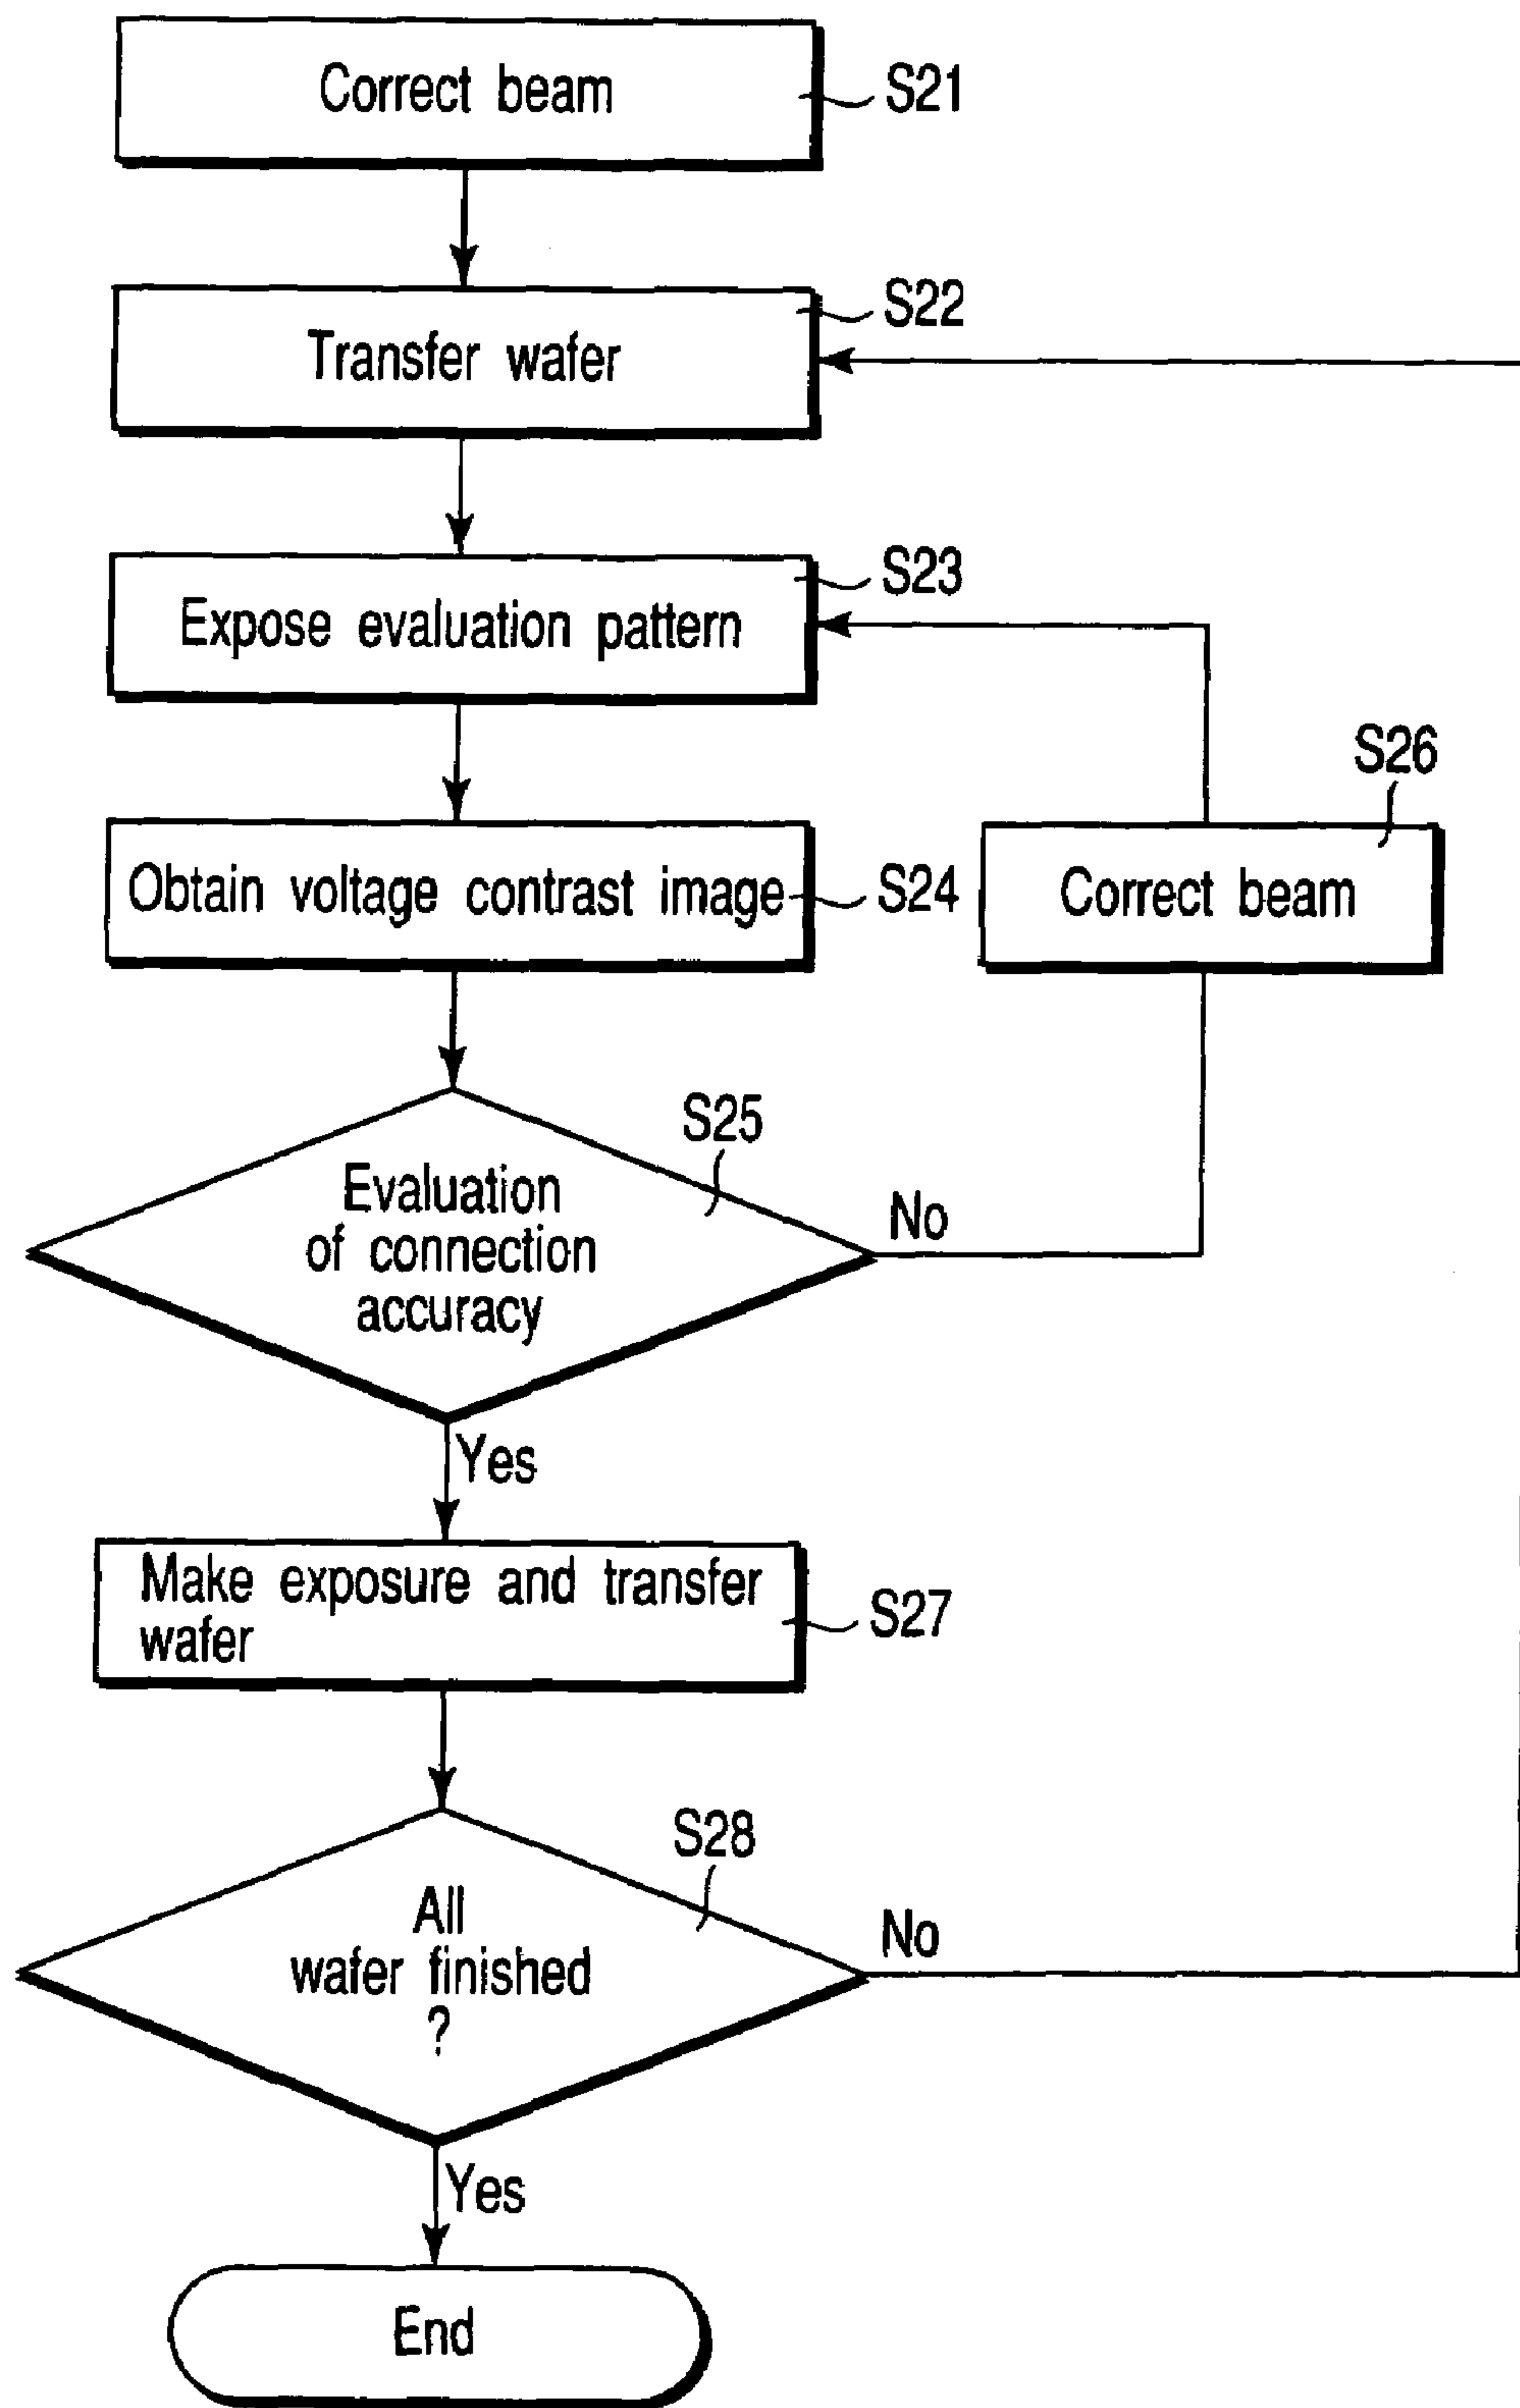 Correct beam
S21
S22
Transfer wafer
S23
Expose evaluation pattern
S26
Obtain voltage contrast image
S24
Correct beam
S25
Evaluation
of connection
accuracy
No
Yes
Make exposure and transfer
wafer
S27
S28
All
wafer finished
?
No
Yes
End